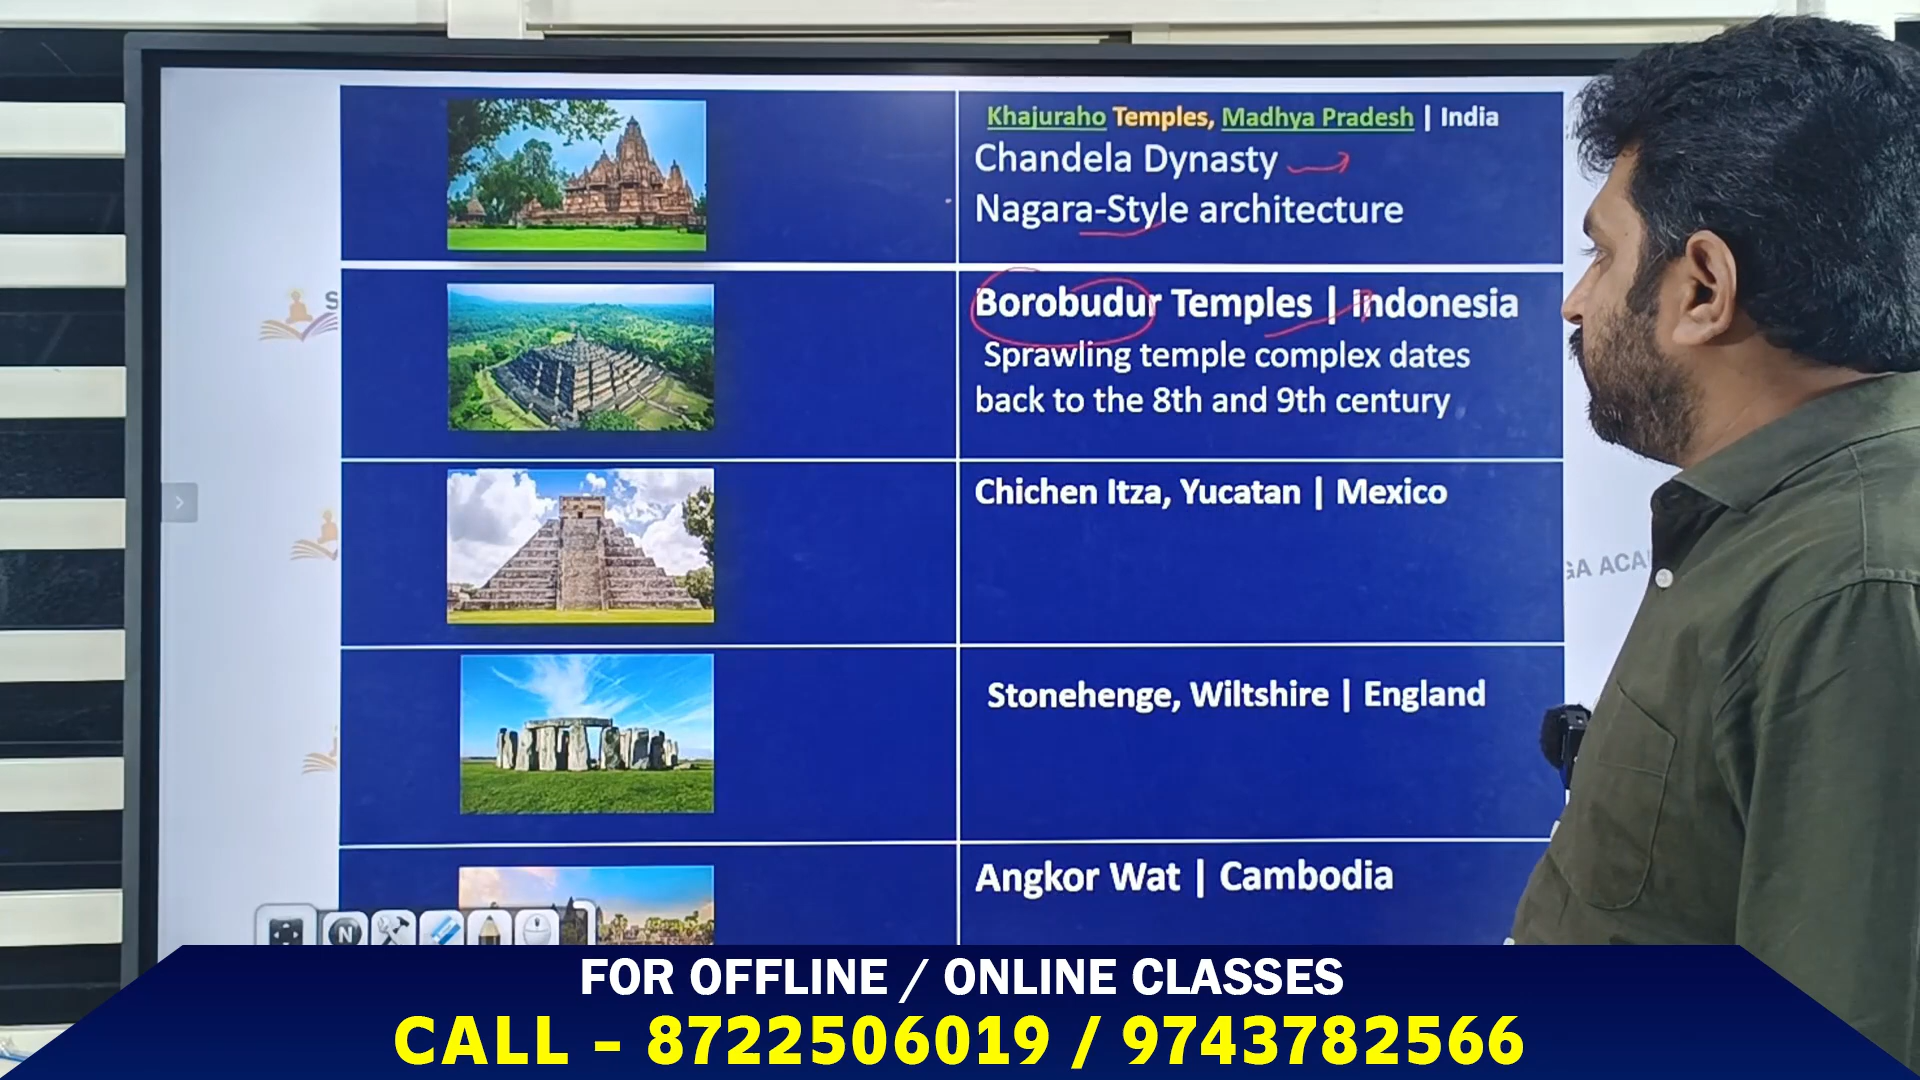 Khajuraho Temples, Madhya Pradesh | India
Chandela Dynasty
Nagara-Style architecture
Borobudur Temples | Indonesia
Sprawling temple complex dates
back to the 8th and 9th century
Chichen Itza, Yucatan | Mexico
Stonehenge, Wiltshire | England
Angkor Wat | Cambodia
S
GA ACA
N
FOR OFFLINE / ONLINE CLASSES
CALL – 8722506019 / 9743782566